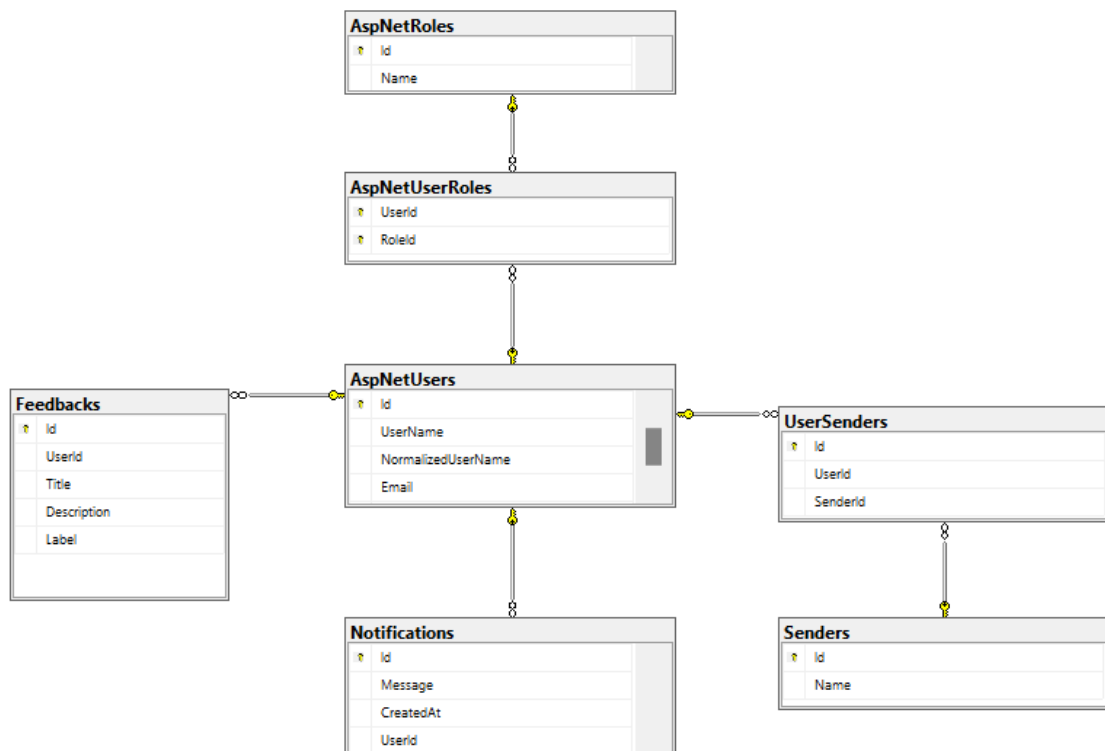 AspNetRoles
Id
Name
AspNetUserRoles
UserId
RoleId
AspNetUsers
Id
UserName
NormalizedUserName
Email
Feedbacks
Id
UserId
Title
Description
Label
UserSenders
Id
UserId
SenderId
Notifications
Id
Message
CreatedAt
UserId
Senders
Id
Name